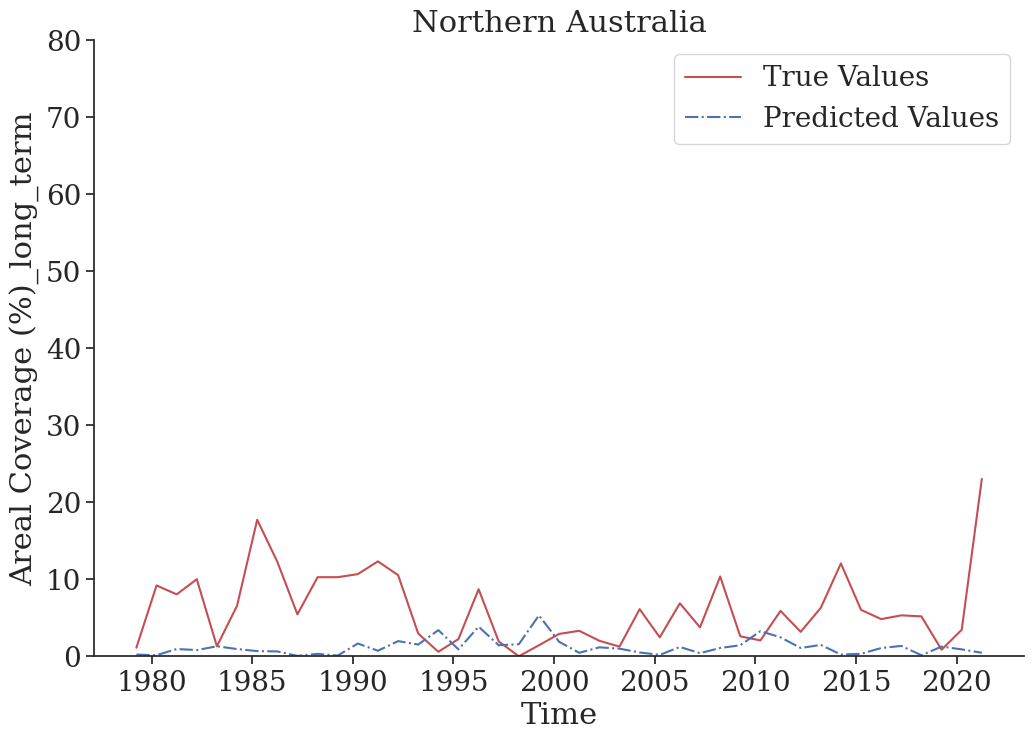 Northern Australia
True Values
Predicted Values
Areal Coverage (%)_long_term
80
70
60
50
40
30
20
10
0
1980 1985 1990 1995 2000 2005 2010 2015 2020
Time